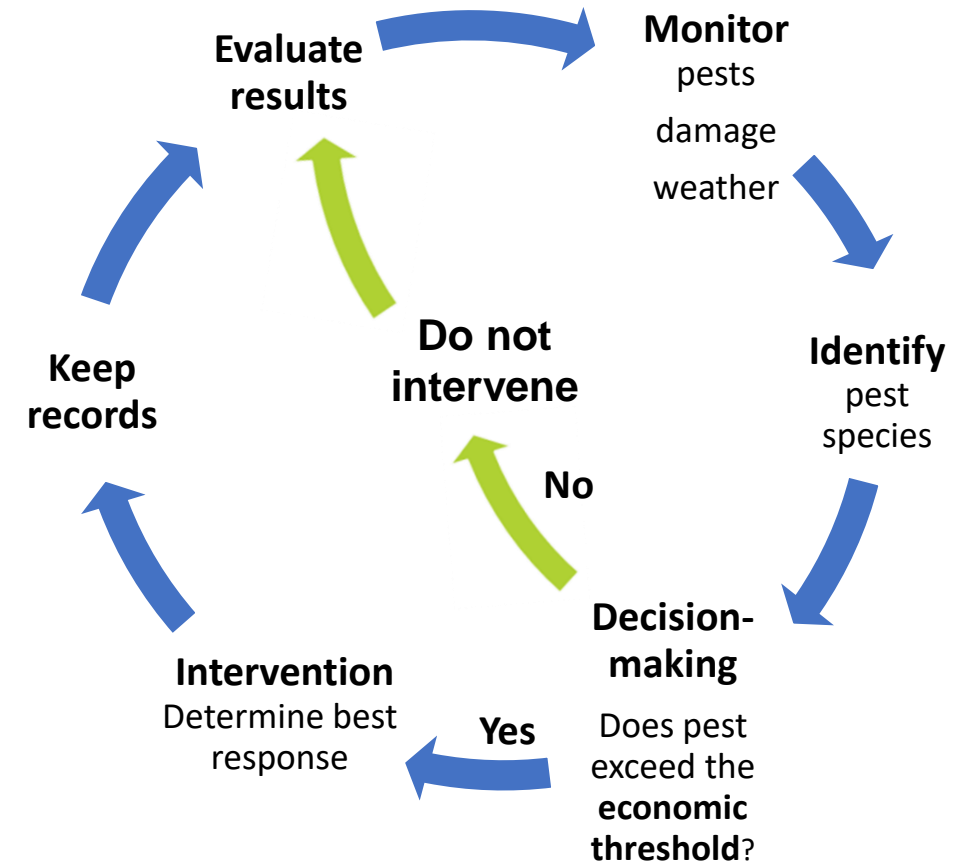 Evaluate
results
Monitor
pests
damage
weather
Identify
pest
species
Decision-
making
Does pest
exceed the
economic
threshold?
No
Do not
intervene
Yes
Intervention
Determine best
response
Keep
records